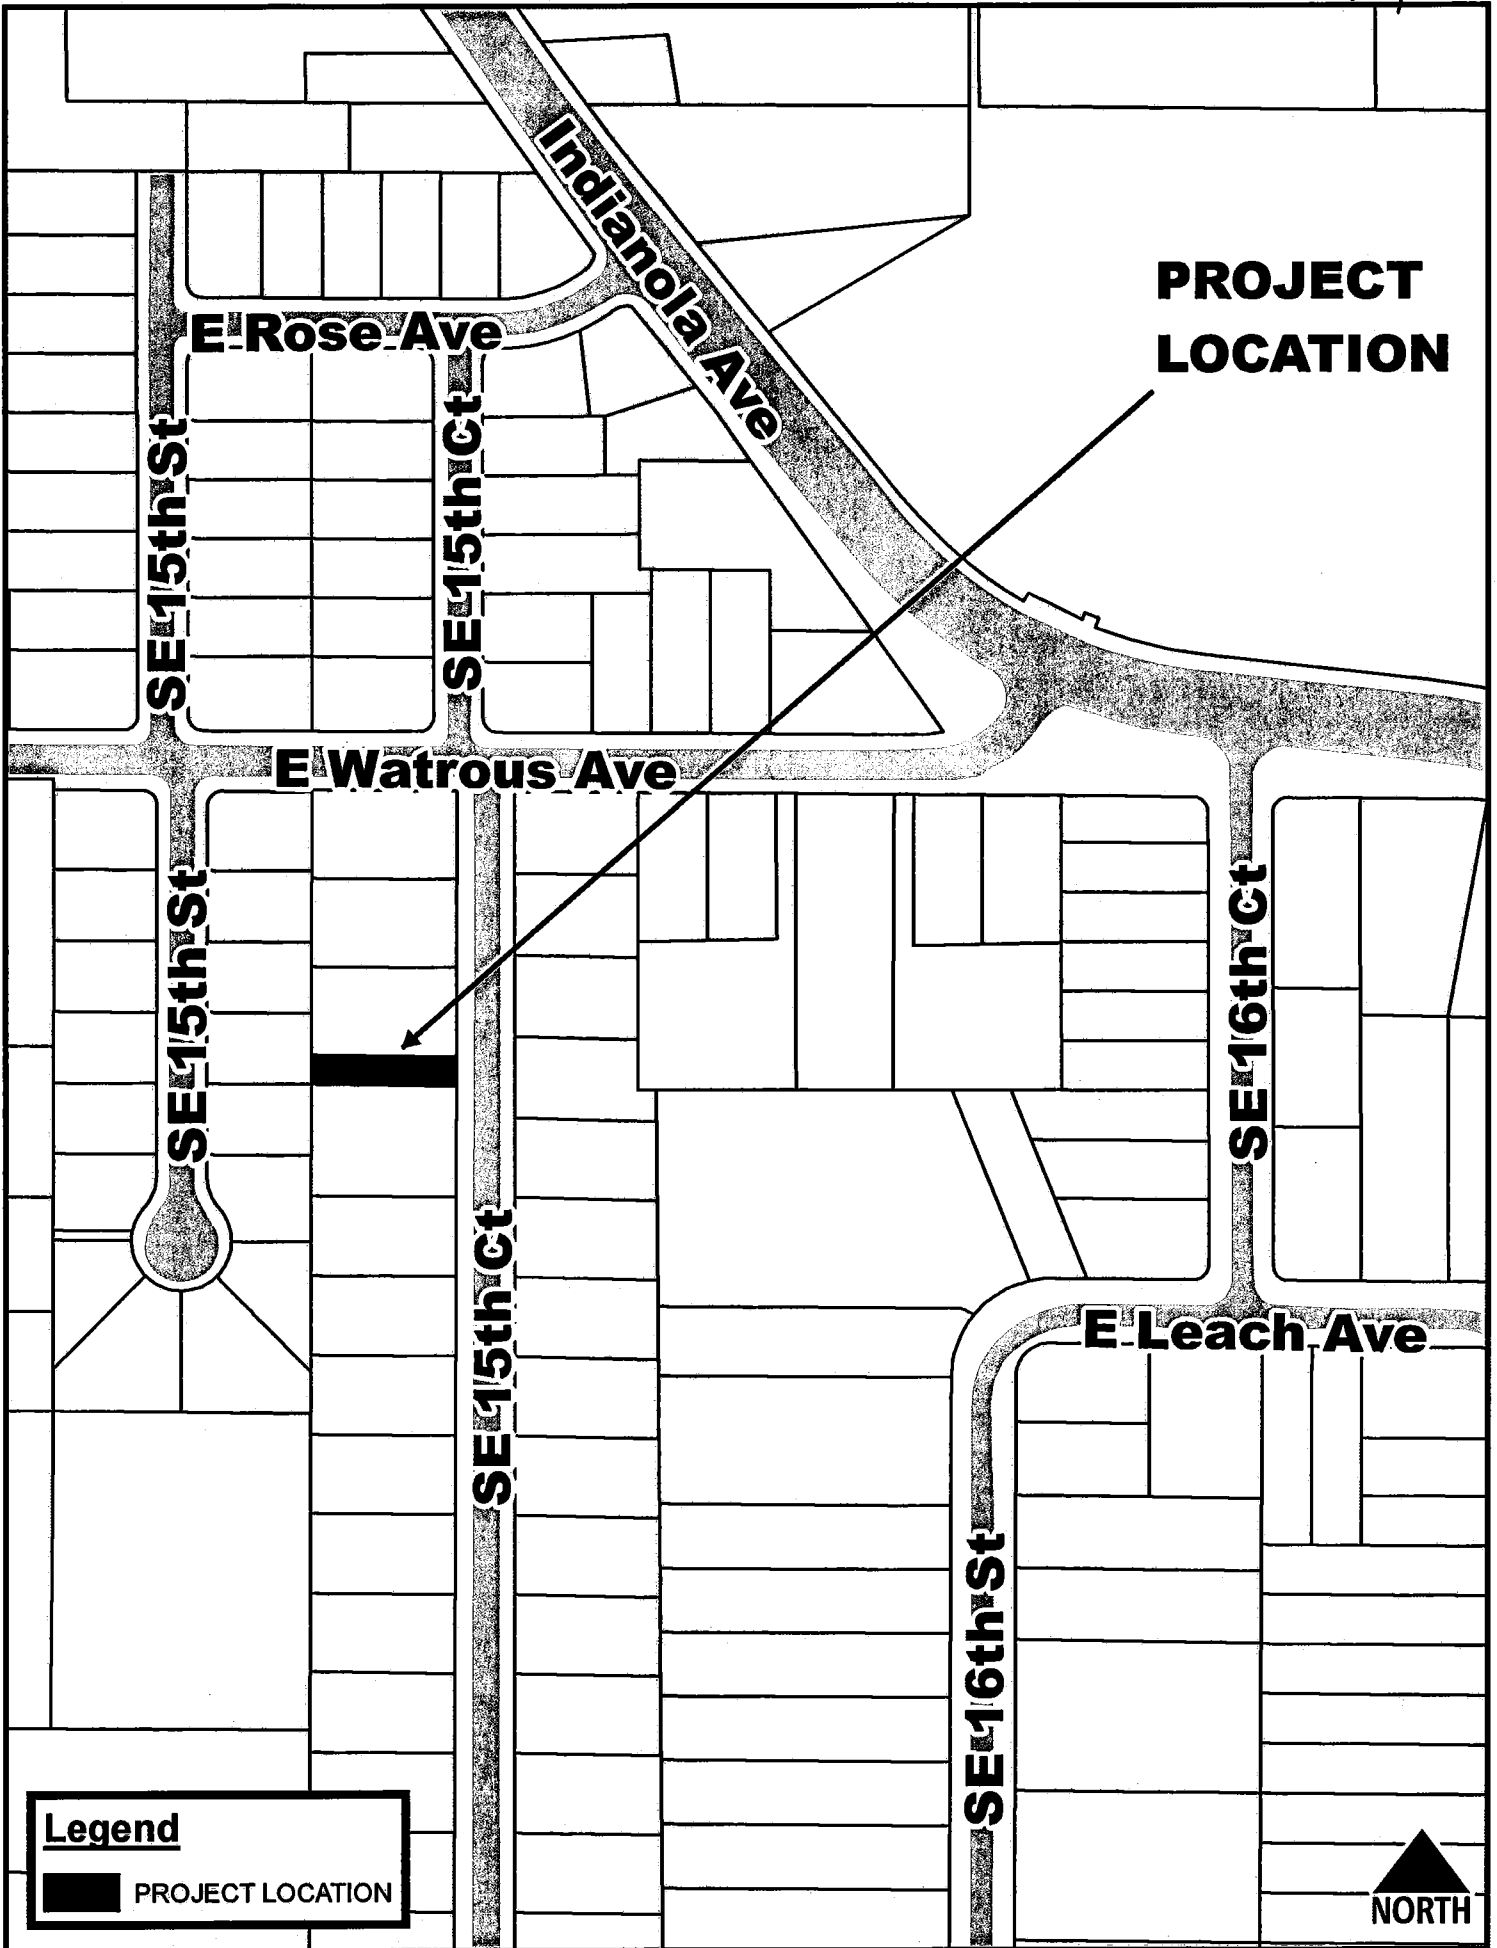 Indianola Ave
PROJECT
LOCATION
E Rose Ave
SE 15th St
SE 15th Ct
E Watrous Ave
SE 15th St
SE 16th Ct
SE 15th Ct
E Leach Ave
SE 16th St
Legend
PROJECT LOCATION
NORTH